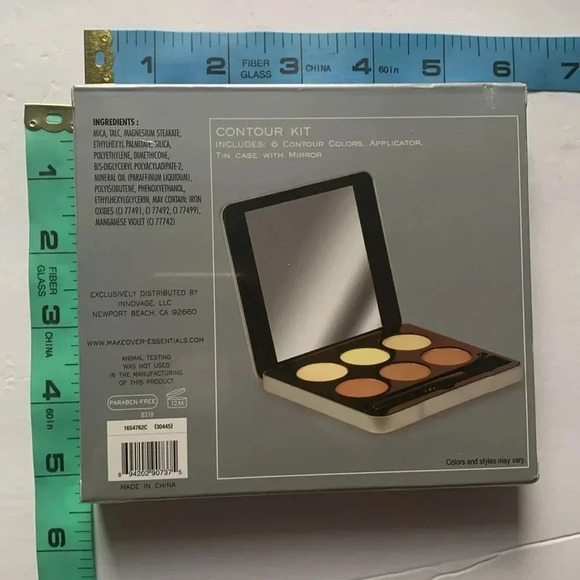 1 2 FIBER GLASS 3 CHINA 4 60in 5 6 7
1 2 FIBER GLASS 3 CHINA 4 60in 5 6
INGREDIENTS :
MICA, TALC, MAGNESIUM STEARATE,
ETHYLHEXYL PALMITATE, SILICA,
POLYETHYLENE, DIMETHICONE,
BIS-DIGLYCERYL POLYACYLADIPATE-2,
MINERAL OIL (PARAFFINUM LIQUIDUM),
POLYISOBUTENE, PHENOXYETHANOL,
ETHYLHEXYLGLYCERIN, MAY CONTAIN: IRON
OXIDES (CI 77491, CI 77492, CI 77499),
MANGANESE VIOLET (CI 77742)
CONTOUR KIT
INCLUDES: 6 CONTOUR COLORS, APPLICATOR,
TIN CASE WITH MIRROR
EXCLUSIVELY DISTRIBUTED BY
INNOVAGE, LLC
NEWPORT BEACH, CA 92660
WWW.MAKEOVER-ESSENTIALS.COM
ANIMAL TESTING
WAS NOT USED
IN THE MANUFACTURING
OF THIS PRODUCT
PARABEN-FREE
12M
8319
1654762C (30445)
6 94202 90737 5
MADE IN CHINA
Colors and styles may vary.